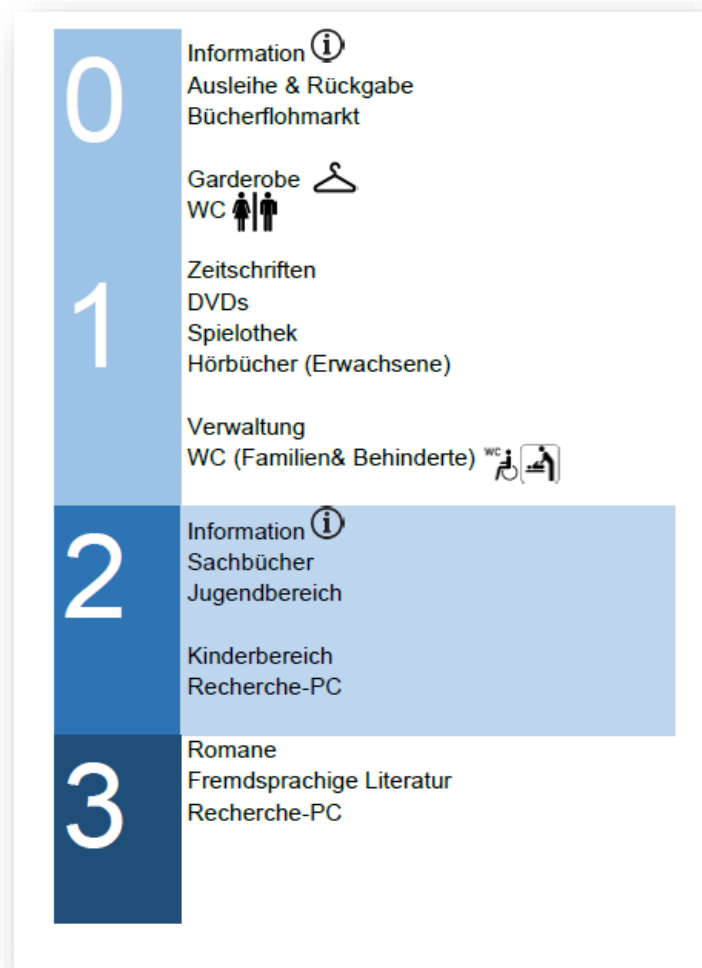 0
Information
Ausleihe & Rückgabe
Bücherflohmarkt
Garderobe
WC
1
Zeitschriften
DVDs
Spielothek
Hörbücher (Erwachsene)
Verwaltung
WC (Familien& Behinderte) WC
2
Information
Sachbücher
Jugendbereich
Kinderbereich
Recherche-PC
3
Romane
Fremdsprachige Literatur
Recherche-PC